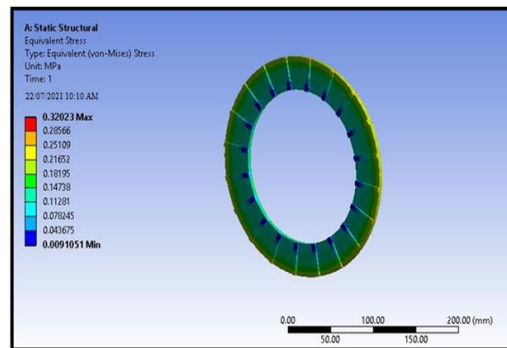 A: Static Structural
Equivalent Stress
Type: Equivalent (von-Mises) Stress
Unit: MPa
Time: 1
22/07/2021 10:10 AM
0.32023 Max
0.28566
0.25109
0.21652
0.18195
0.14738
0.11281
0.078245
0.043675
0.0091051 Min
0.00 100.00 200.00 (mm)
50.00 150.00